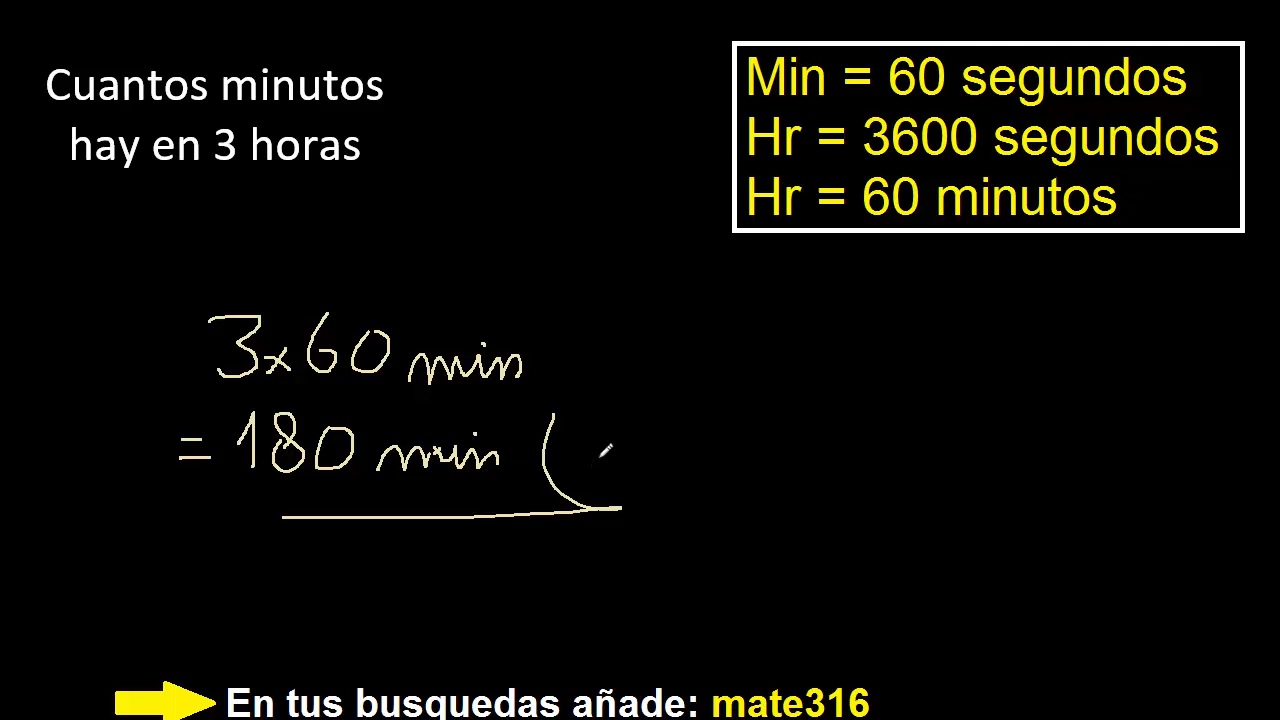 Cuantos minutos
hay en 3 horas
Min = 60 segundos
Hr = 3600 segundos
Hr = 60 minutos
3x60 min
= 180 min (
En tus busquedas añade: mate316